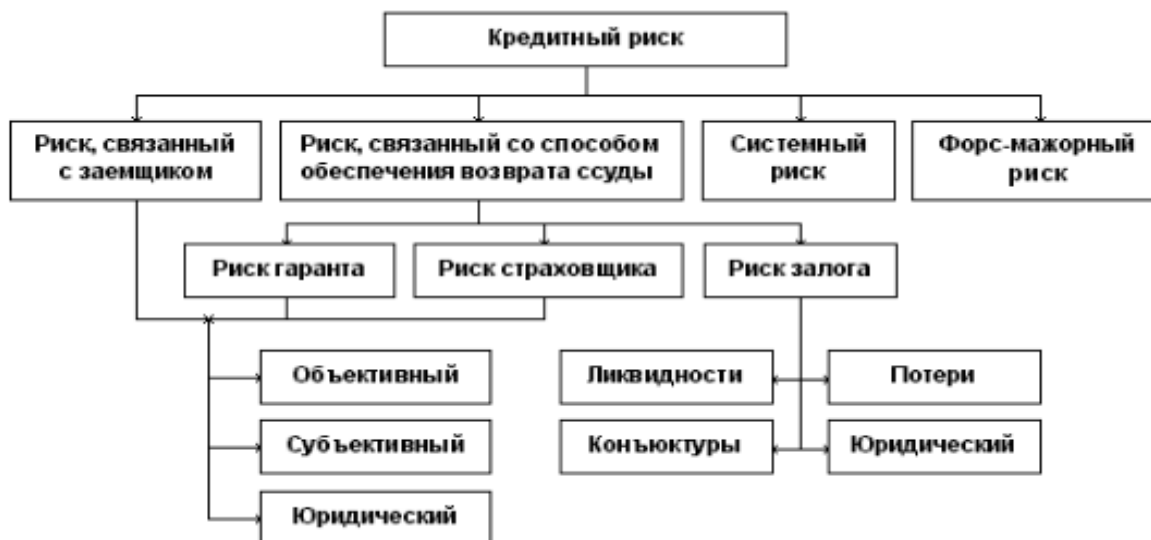 Кредитный риск
Риск, связанный
с заемщиком
Риск, связанный со способом
обеспечения возврата ссуды
Системный
риск
Форс-мажорный
риск
Риск гаранта
Риск страховщика
Риск залога
Объективный
Ликвидности
Потери
Субъективный
Конъюктуры
Юридический
Юридический